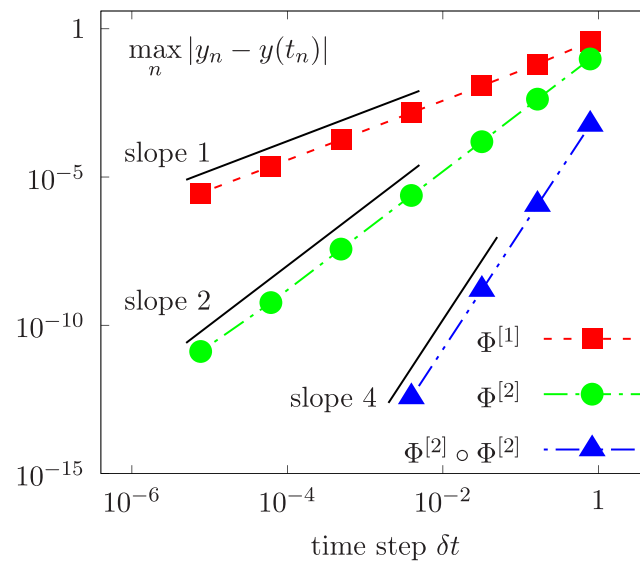 1
max_n |y_n − y(t_n)|
slope 1
10^{−5}
slope 2
10^{−10}
Φ^{[1]}
slope 4
Φ^{[2]}
Φ^{[2]} ∘ Φ^{[2]}
10^{−15}
10^{−6} 10^{−4} 10^{−2} 1
time step δt